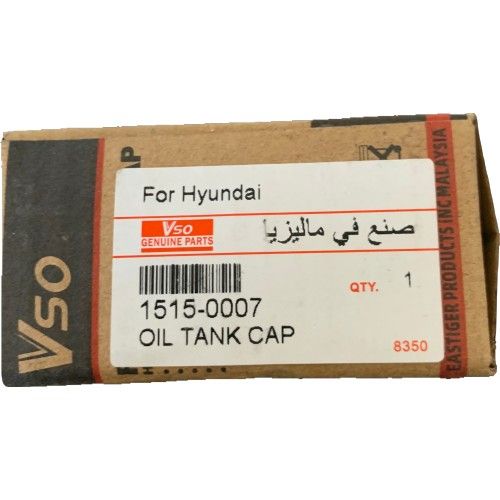 For Hyundai
VSO
GENUINE PARTS
صنع في ماليزيا
1515-0007
OIL TANK CAP
QTY. 1
8350
VSO
EASTIGER PRODUCTS INC MALAYSIA